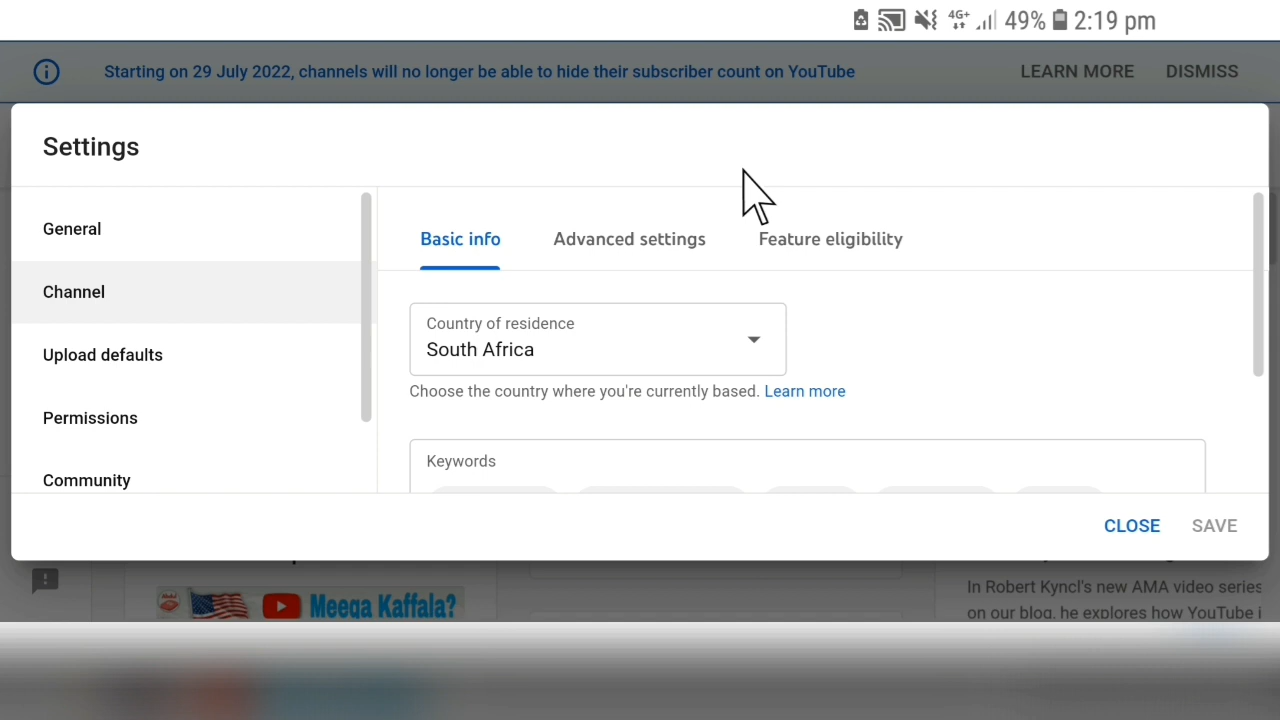 4G+ 49% 2:19 pm
Starting on 29 July 2022, channels will no longer be able to hide their subscriber count on YouTube LEARN MORE DISMISS
Settings
General
Channel
Upload defaults
Permissions
Community
Basic info Advanced settings Feature eligibility
Country of residence
South Africa
Choose the country where you're currently based. Learn more
Keywords
CLOSE SAVE
Meega Kaffala?
In Robert Kyncl's new AMA video series
on our blog, he explores how YouTube i